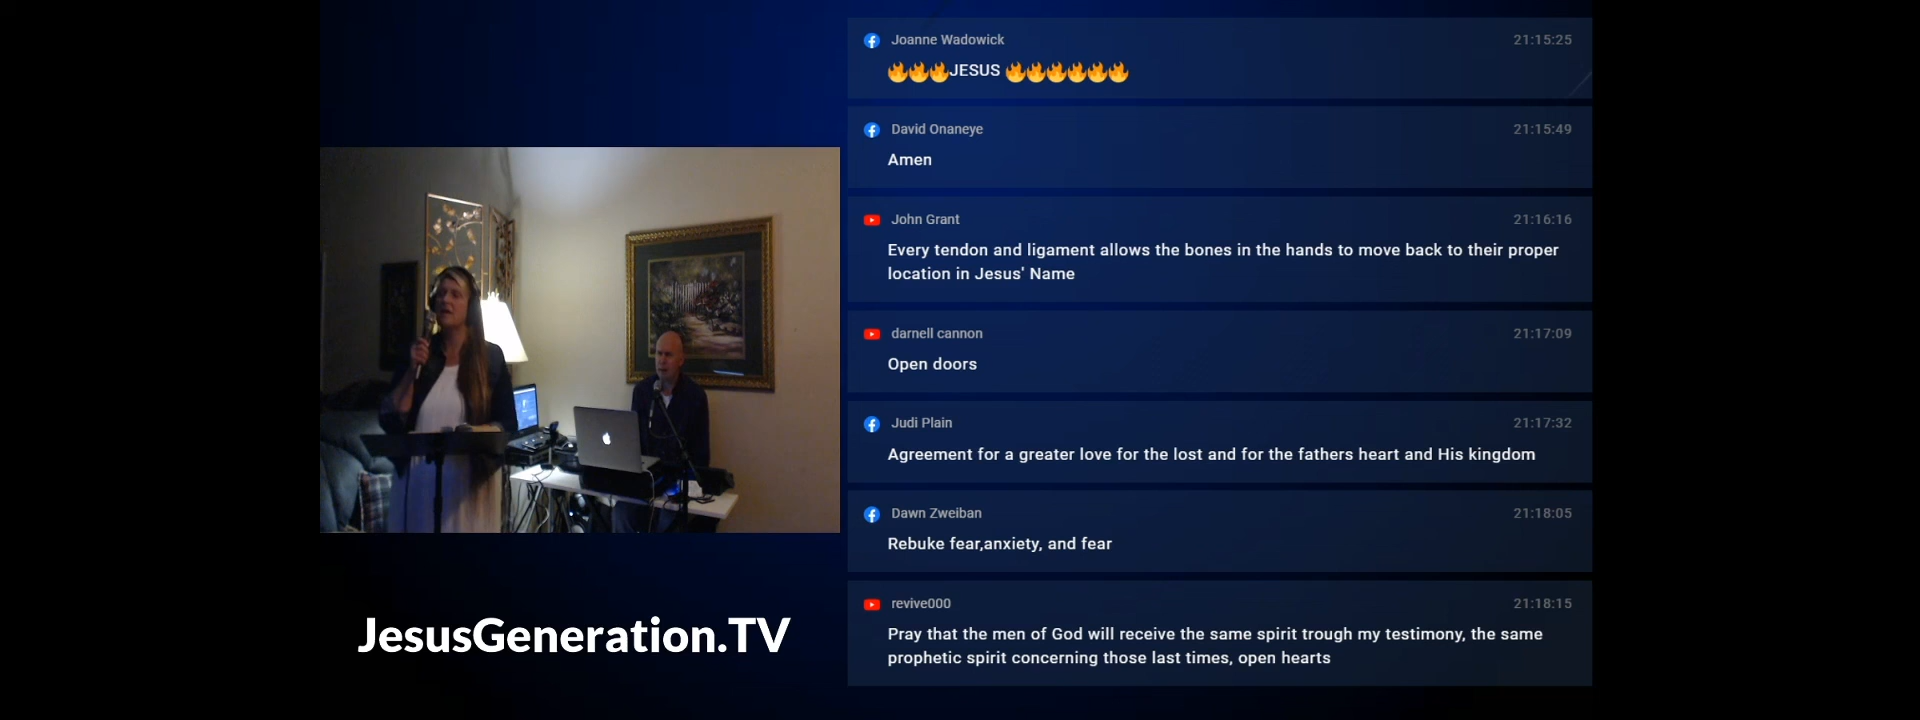 Joanne Wadowick 21:15:25
🔥🔥🔥JESUS 🔥🔥🔥🔥🔥🔥
David Onaneye 21:15:49
Amen
John Grant 21:16:16
Every tendon and ligament allows the bones in the hands to move back to their proper
location in Jesus' Name
darnell cannon 21:17:09
Open doors
Judi Plain 21:17:32
Agreement for a greater love for the lost and for the fathers heart and His kingdom
Dawn Zweiban 21:18:05
Rebuke fear,anxiety, and fear
revive000 21:18:15
Pray that the men of God will receive the same spirit trough my testimony, the same
prophetic spirit concerning those last times, open hearts
JesusGeneration.TV